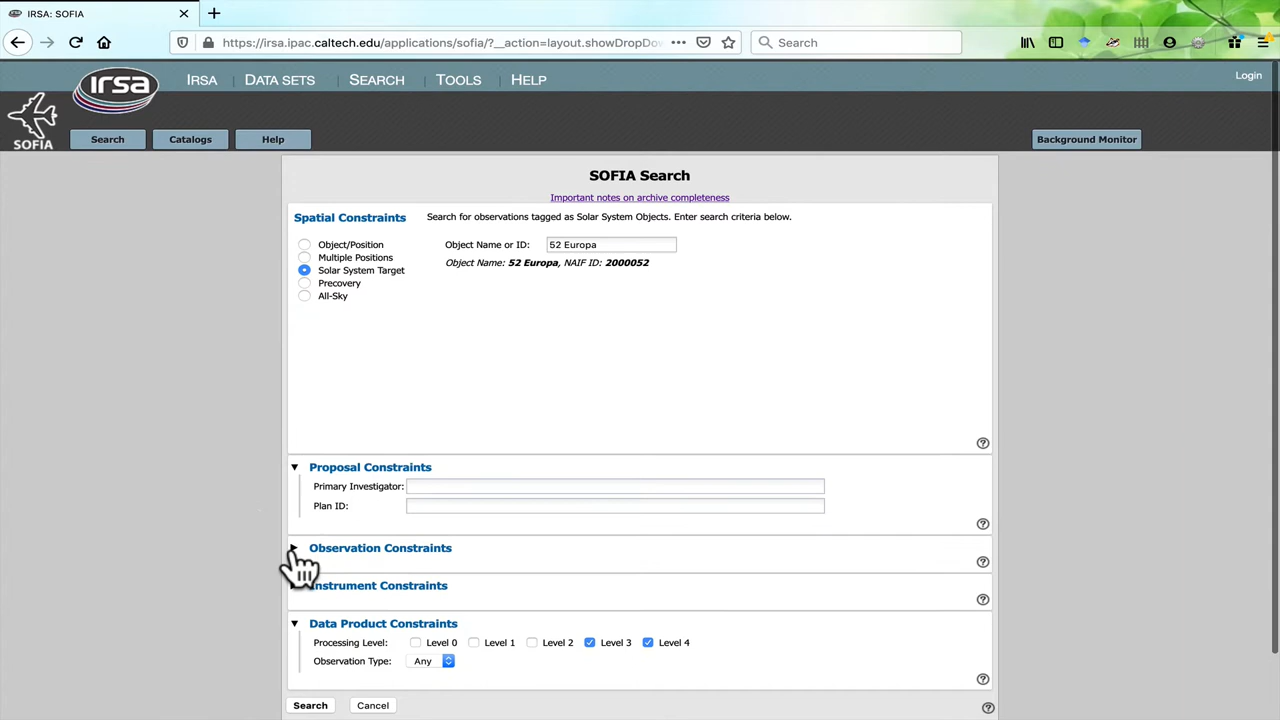 IRSA: SOFIA
https://irsa.ipac.caltech.edu/applications/sofia/?__action=layout.showDropDo
Search
irsa
IRSA
DATA SETS
SEARCH
TOOLS
HELP
Login
SOFIA
Search
Catalogs
Help
Background Monitor
SOFIA Search
Important notes on archive completeness
Spatial Constraints
Search for observations tagged as Solar System Objects. Enter search criteria below.
Object/Position
Object Name or ID: 52 Europa
Multiple Positions
Object Name: 52 Europa, NAIF ID: 2000052
Solar System Target
Precovery
All-Sky
Proposal Constraints
Primary Investigator:
Plan ID:
Observation Constraints
Instrument Constraints
Data Product Constraints
Processing Level: Level 0 Level 1 Level 2 Level 3 Level 4
Observation Type: Any
Search
Cancel